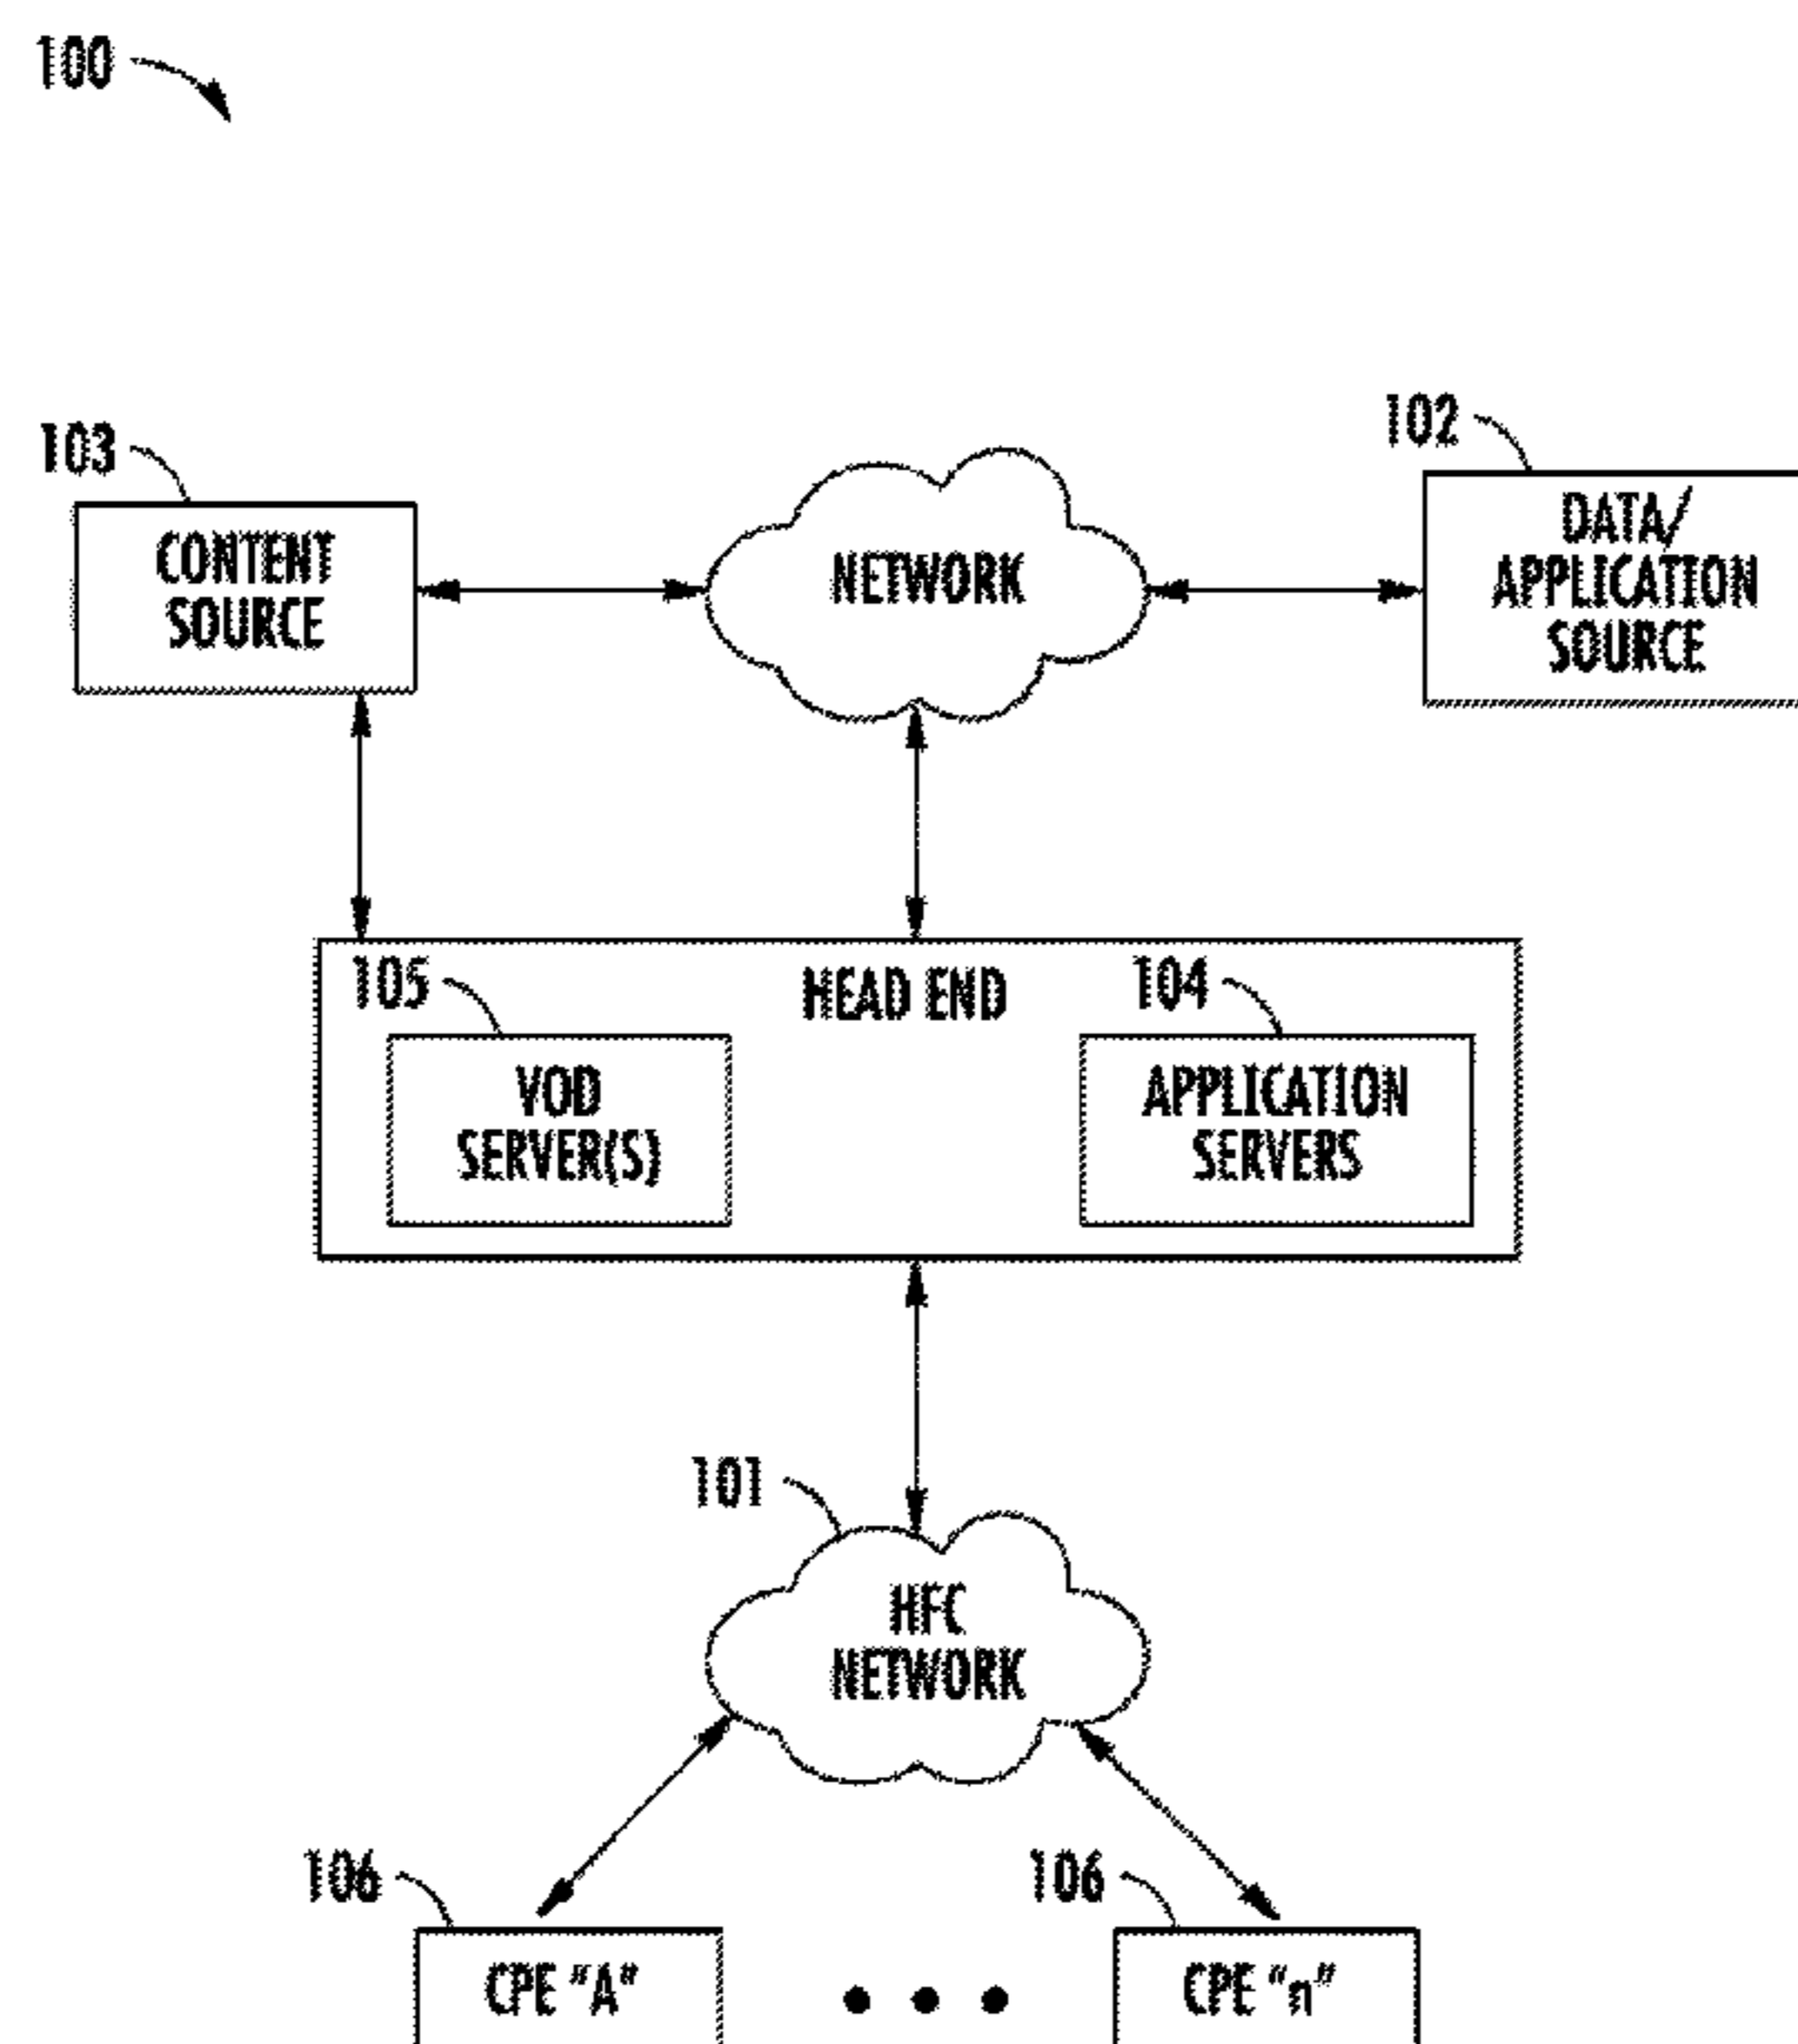 100
103
102
CONTENT
SOURCE
NETWORK
DATA/
APPLICATION
SOURCE
105
HEAD END
104
VOD
SERVER(S)
APPLICATION
SERVERS
101
HFC
NETWORK
106
106
CPE "A"
CPE "n"